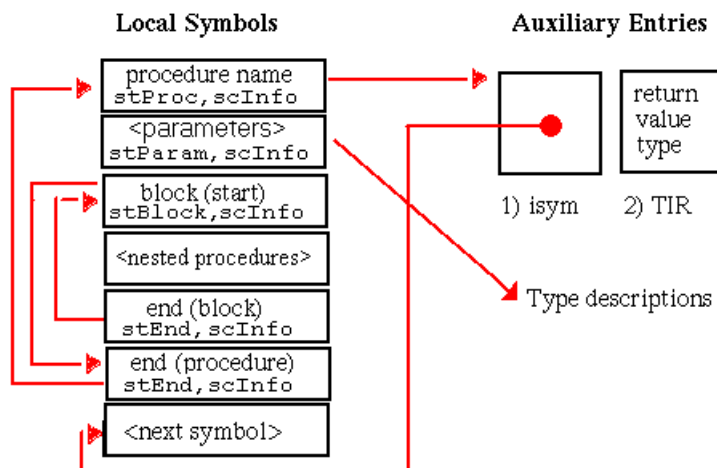 Local Symbols
procedure name
stProc,scInfo
<parameters>
stParam,scInfo
block (start)
stBlock,scInfo
<nested procedures>
end (block)
stEnd,scInfo
end (procedure)
stEnd,scInfo
<next symbol>
Auxiliary Entries
return
value
type
1) isym
2) TIR
Type descriptions